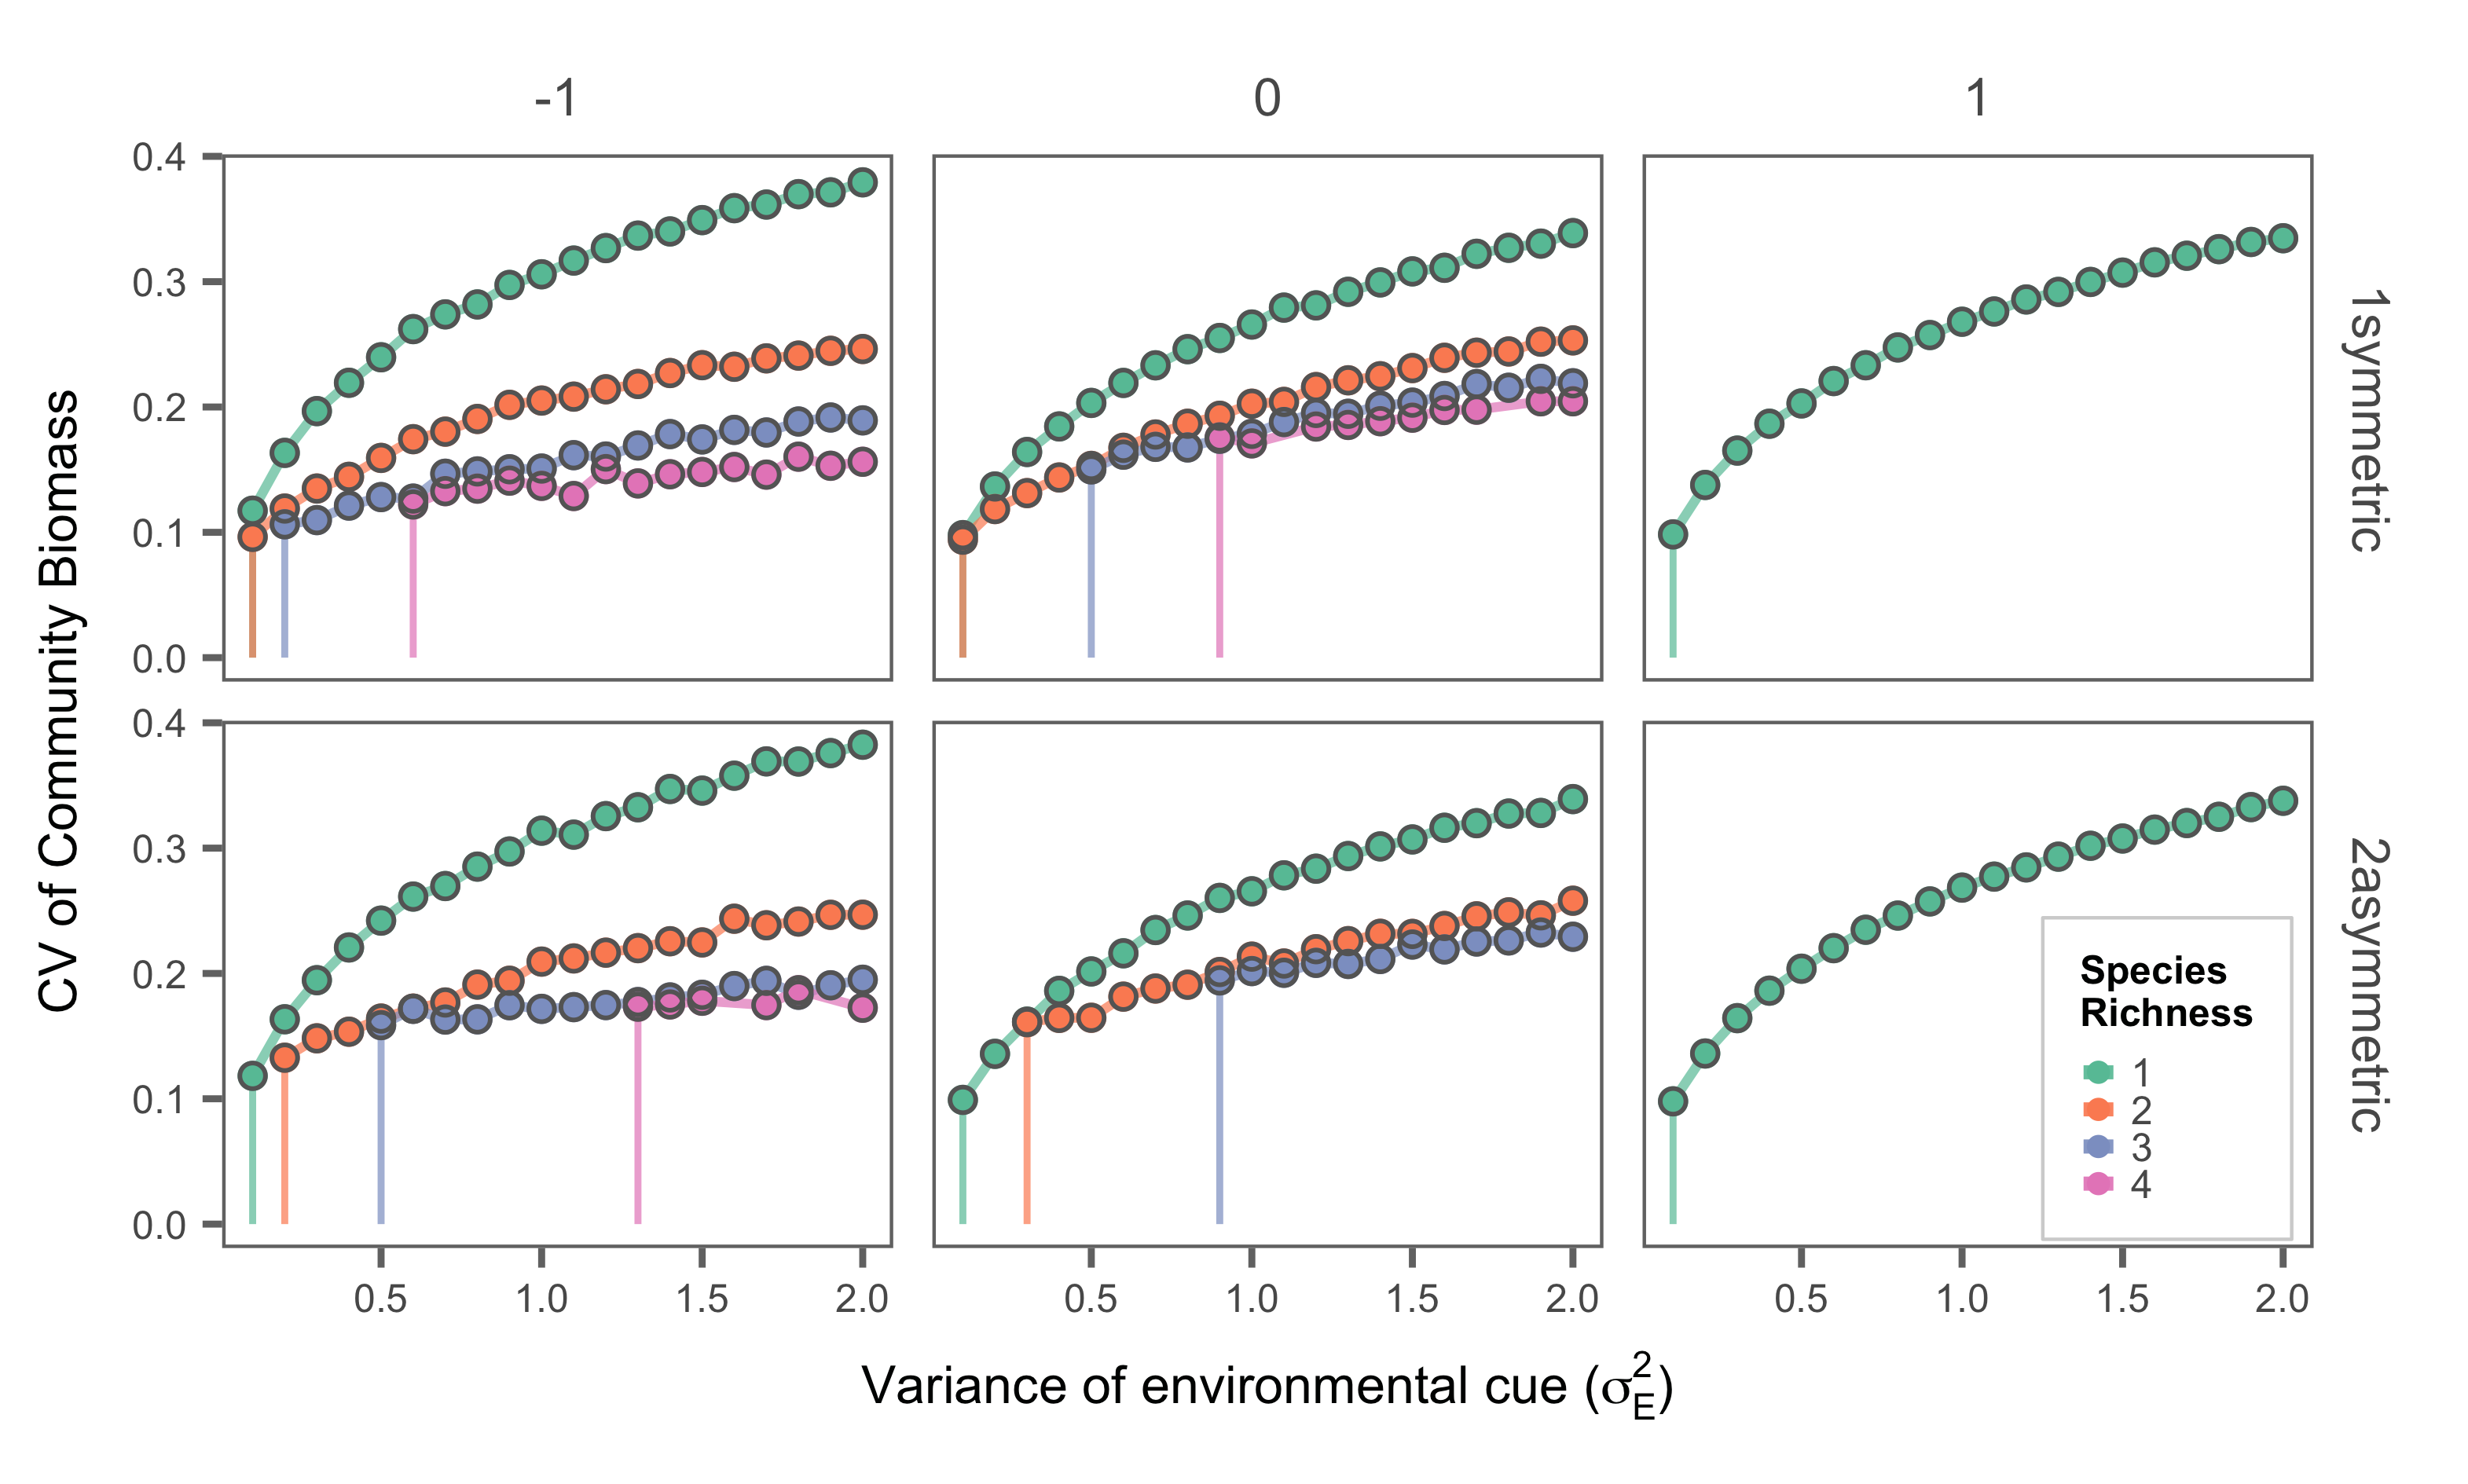 -1 0 1
CV of Community Biomass
0.4
0.3
0.2
0.1
0.0
1symmetric
0.4
0.3
0.2
0.1
0.0
2asymmetric
Species
Richness
1
2
3
4
0.5 1.0 1.5 2.0 0.5 1.0 1.5 2.0 0.5 1.0 1.5 2.0
Variance of environmental cue (σ²_E)